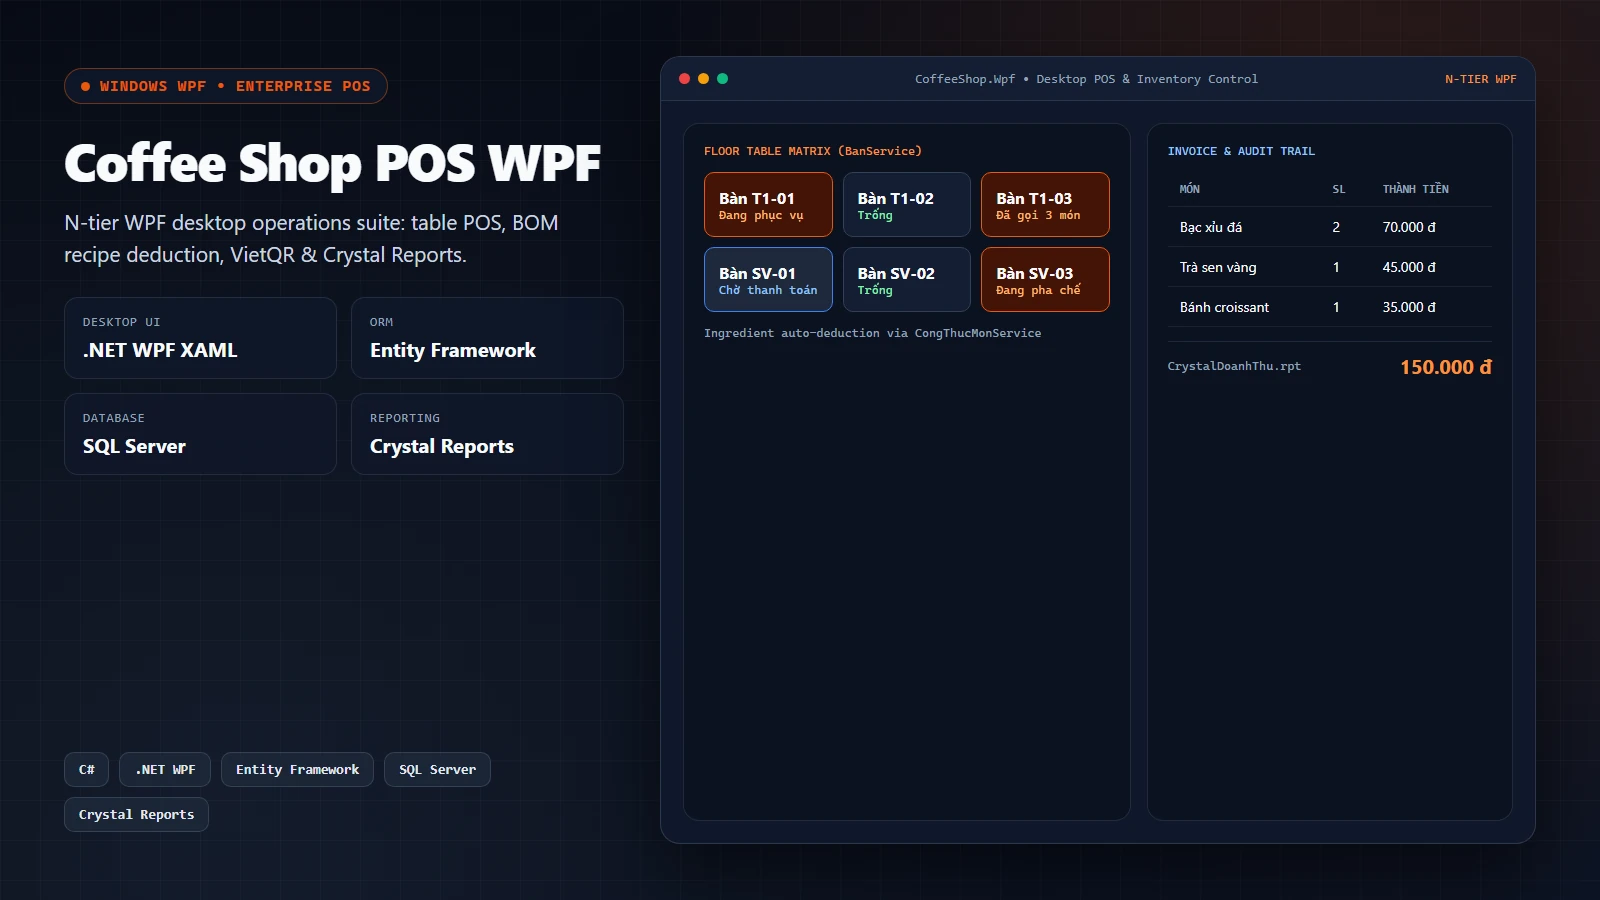 ● WINDOWS WPF • ENTERPRISE POS
Coffee Shop POS WPF
N-tier WPF desktop operations suite: table POS, BOM
recipe deduction, VietQR & Crystal Reports.
DESKTOP UI
.NET WPF XAML
ORM
Entity Framework
DATABASE
SQL Server
REPORTING
Crystal Reports
C#
.NET WPF
Entity Framework
SQL Server
Crystal Reports
CoffeeShop.Wpf • Desktop POS & Inventory Control
N-TIER WPF
FLOOR TABLE MATRIX (BanService)
Bàn T1-01
Đang phục vụ
Bàn T1-02
Trống
Bàn T1-03
Đã gọi 3 món
Bàn SV-01
Chờ thanh toán
Bàn SV-02
Trống
Bàn SV-03
Đang pha chế
Ingredient auto-deduction via CongThucMonService
INVOICE & AUDIT TRAIL
MÓN SL THÀNH TIỀN
Bạc xỉu đá 2 70.000 đ
Trà sen vàng 1 45.000 đ
Bánh croissant 1 35.000 đ
CrystalDoanhThu.rpt 150.000 đ